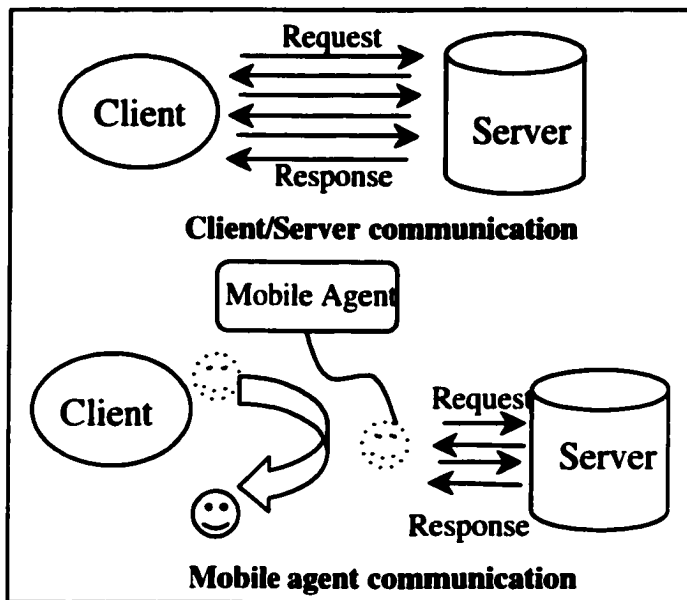 Request
Client
Server
Response
Client/Server communication
Mobile Agent
Client
Request
Server
Response
Mobile agent communication